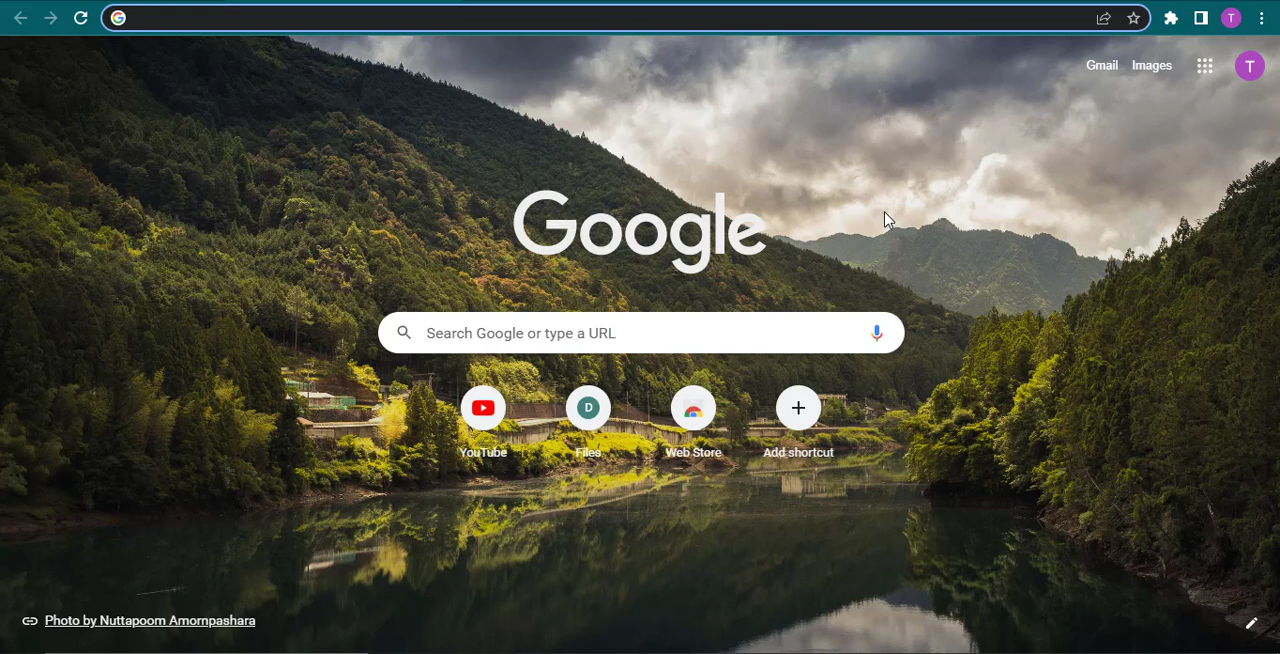 T
Gmail Images
T
Google
Search Google or type a URL
D
YouTube Files Web Store Add shortcut
Photo by Nuttapoom Amornpashara